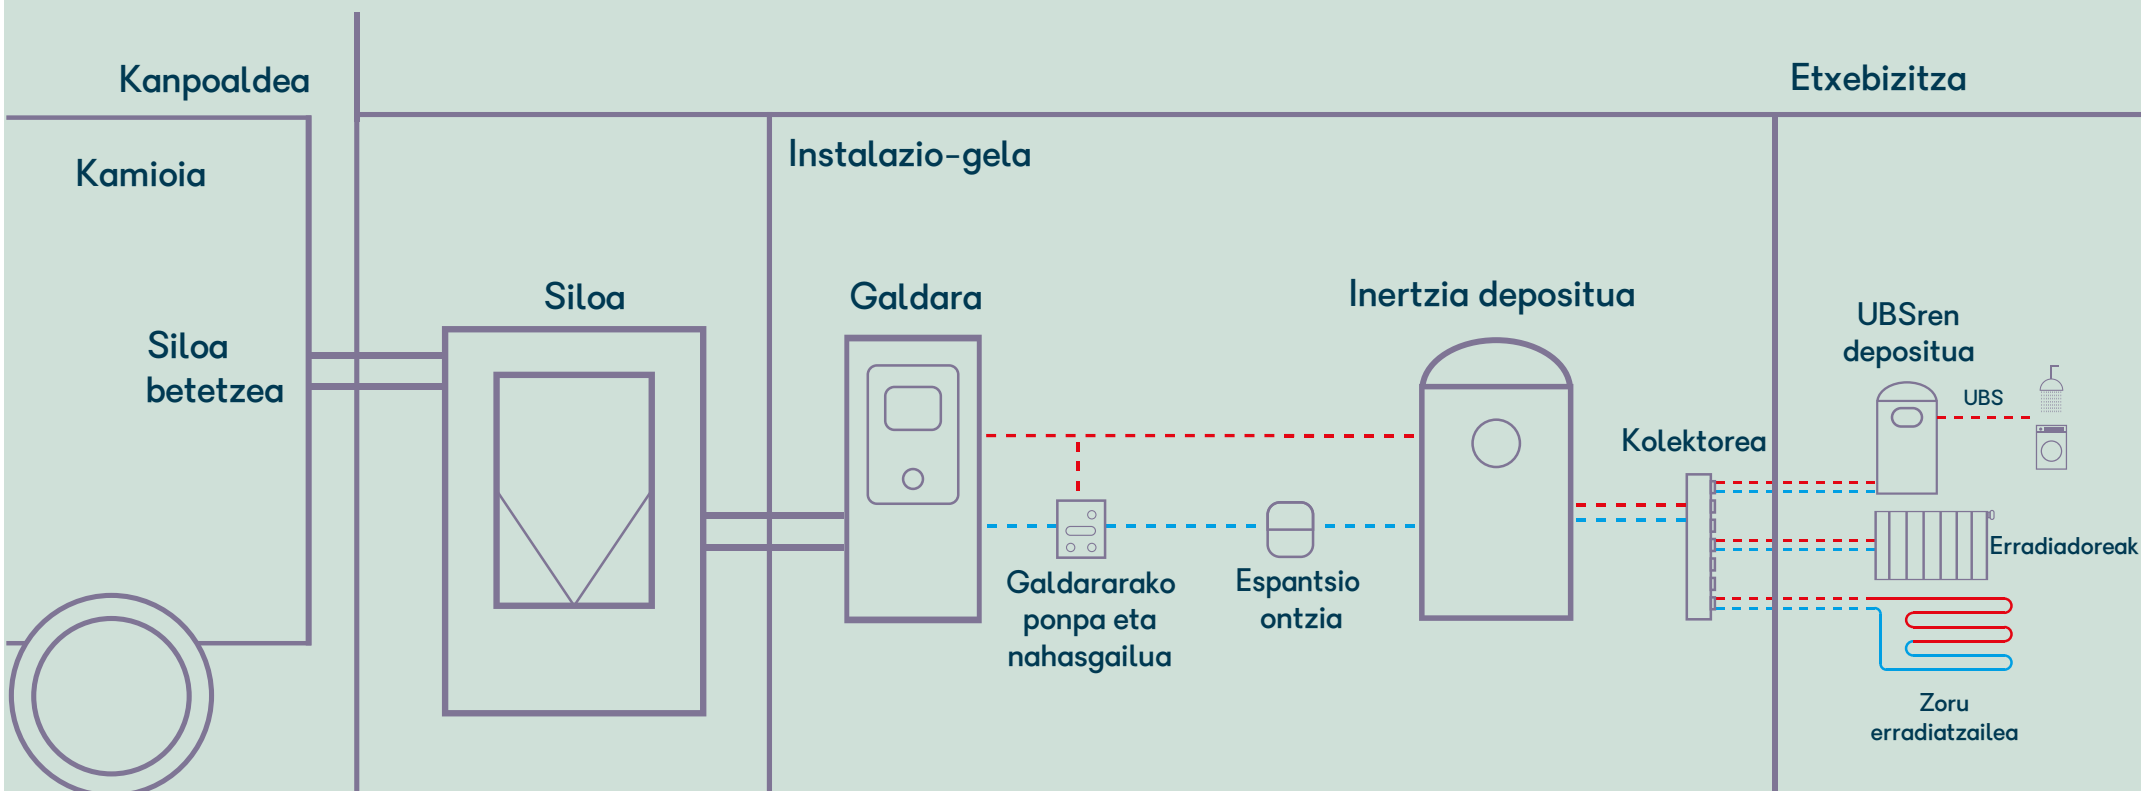 Kanpoaldea
Etxebizitza
Kamioia
Instalazio-gela
Siloa
betetzea
Siloa
Galdara
Galdararako
ponpa eta
nahasgailua
Espantsio
ontzia
Inertzia depositua
Kolektorea
UBSren
depositua
UBS
Erradiadoreak
Zoru
erradiatzailea